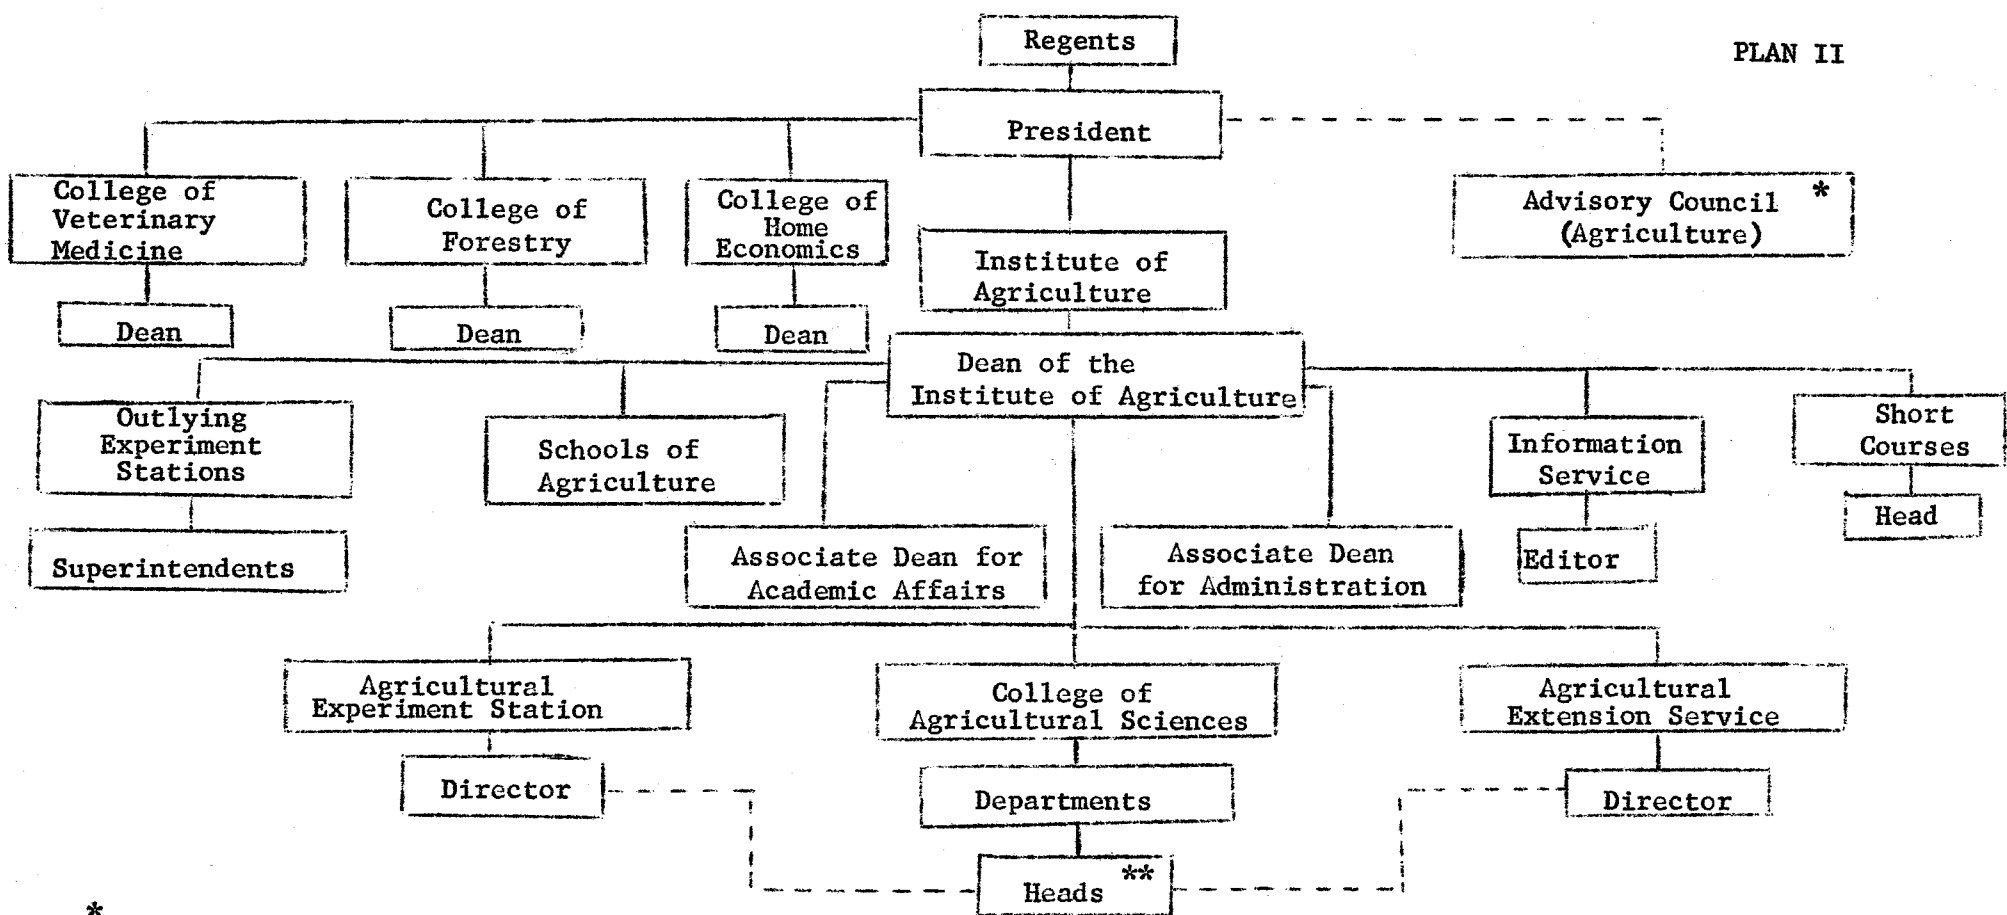 Regents
PLAN II
President
College of
Veterinary
Medicine
College of
Forestry
College of
Home
Economics
Advisory Council *
(Agriculture)
Institute of
Agriculture
Dean
Dean
Dean
Dean of the
Institute of Agriculture
Outlying
Experiment
Stations
Schools of
Agriculture
Information
Service
Short
Courses
Superintendents
Associate Dean for
Academic Affairs
Associate Dean
for Administration
Editor
Head
Agricultural
Experiment Station
College of
Agricultural Sciences
Agricultural
Extension Service
Director
Departments
Director
Heads **
*